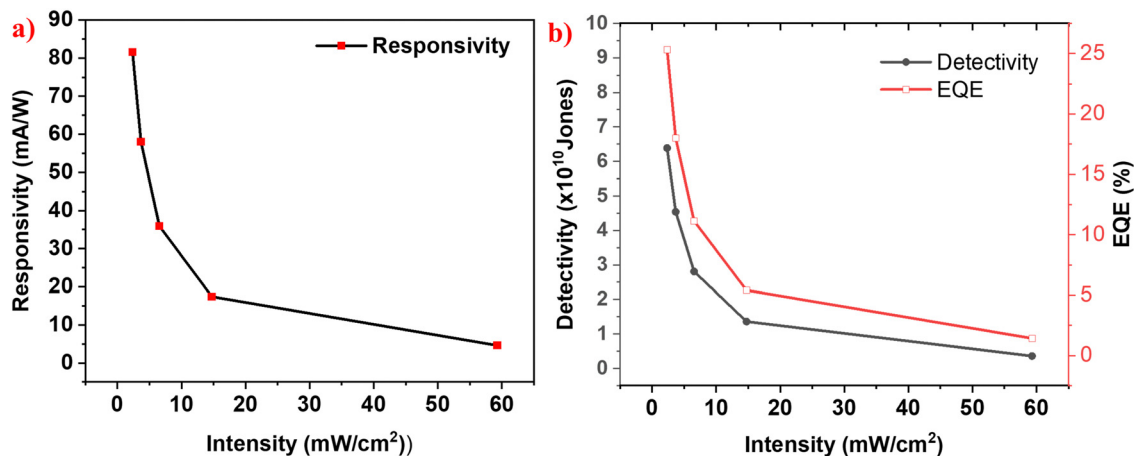 a)
90
80
70
60
50
40
30
20
10
0
Responsivity (mA/W)
Responsivity
0 10 20 30 40 50 60
Intensity (mW/cm²))
b)
10
9
8
7
6
5
4
3
2
1
0
Detectivity (x10¹⁰Jones)
Detectivity
EQE
25
20
15
10
5
0
EQE (%)
0 10 20 30 40 50 60
Intensity (mW/cm²)